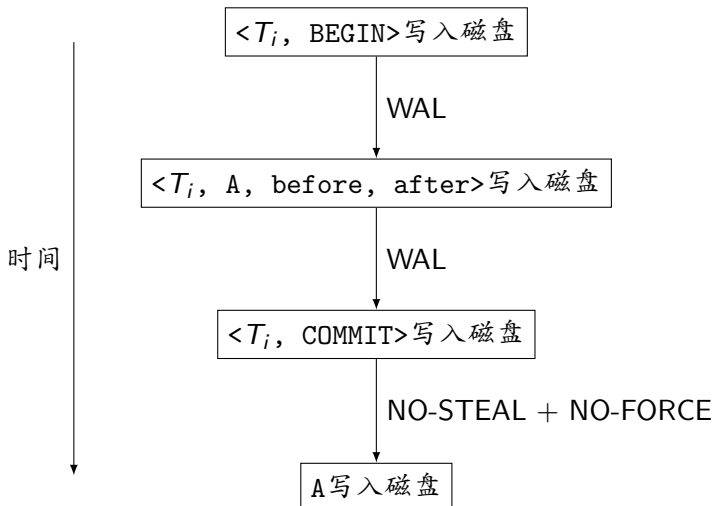 <Ti, BEGIN>写入磁盘
WAL
<Ti, A, before, after>写入磁盘
时间
WAL
<Ti, COMMIT>写入磁盘
NO-STEAL + NO-FORCE
A写入磁盘